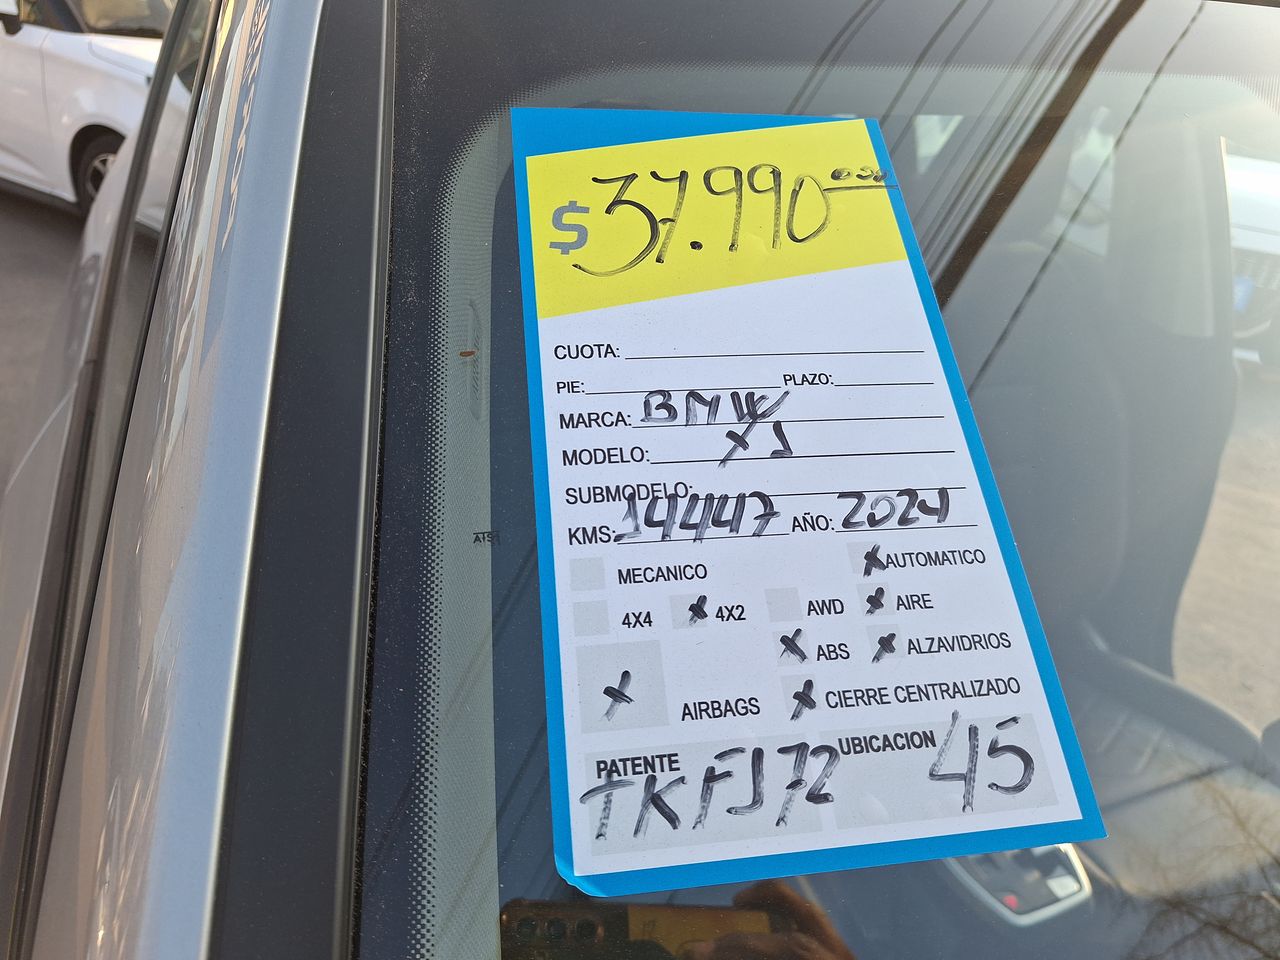 $ 37.990.000
CUOTA:
PIE: PLAZO:
MARCA: BMW
MODELO: X1
SUBMODELO:
KMS: 14447 AÑO: 2024
MECANICO X AUTOMATICO
4X4 X 4X2 AWD X AIRE
X ABS X ALZAVIDRIOS
X AIRBAGS X CIERRE CENTRALIZADO
PATENTE UBICACION
TKFJ72 45